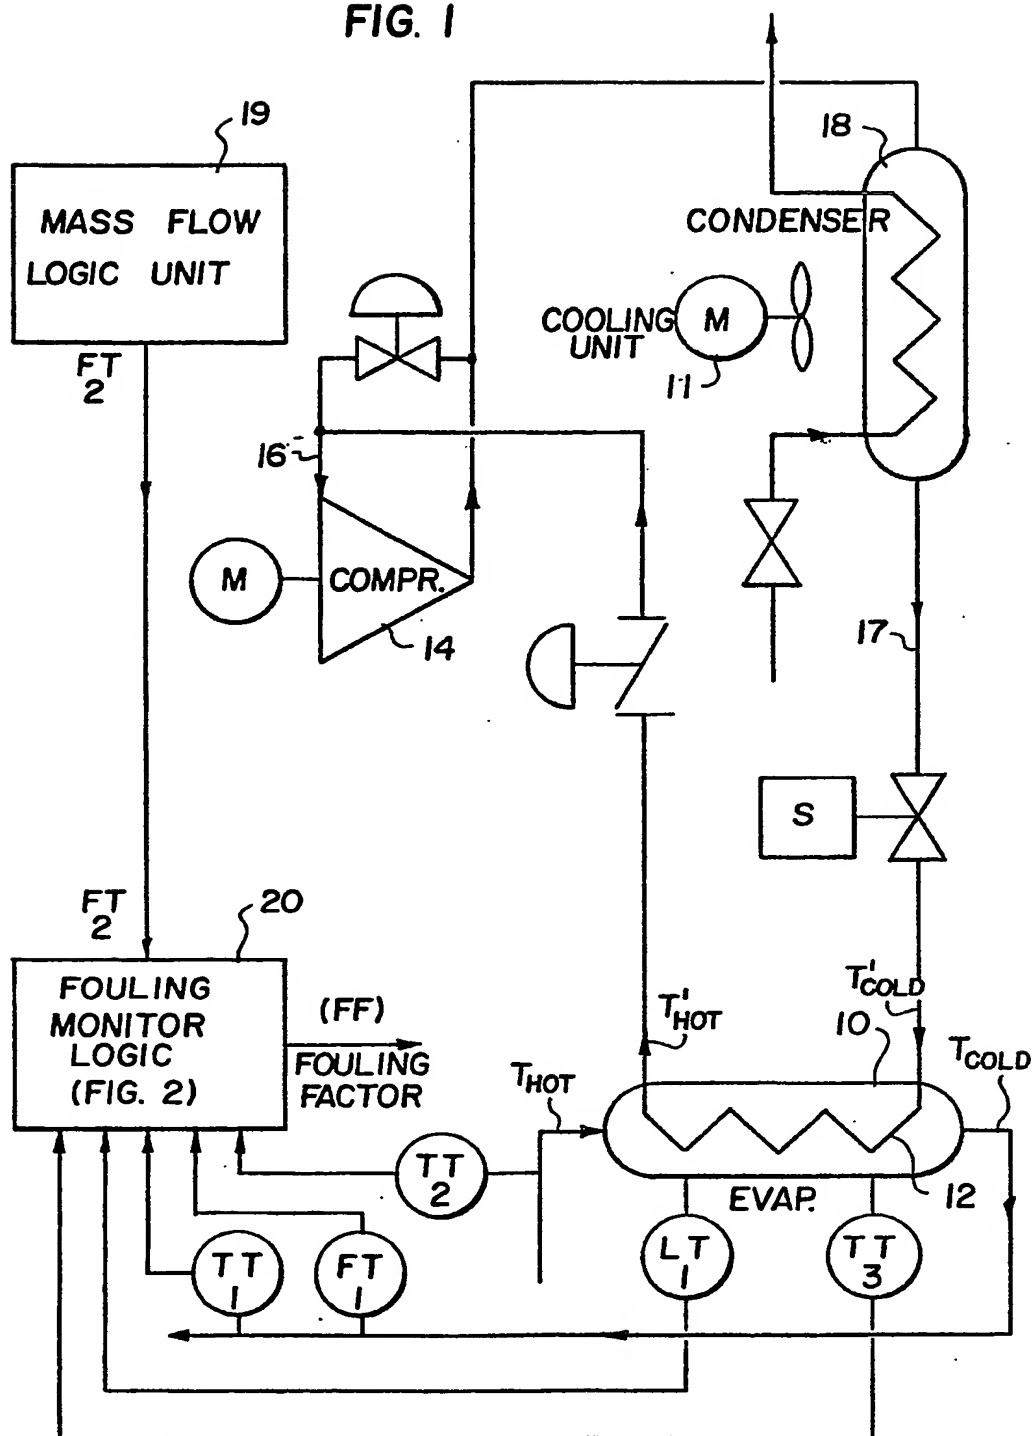 FIG. 1
19
MASS FLOW
LOGIC UNIT
FT
2
18
CONDENSER
COOLING
UNIT
M
11
16
M
COMPR.
14
17
S
FT
2
20
FOULING
MONITOR
LOGIC
(FIG. 2)
(FF)
FOULING
FACTOR
T'HOT
T'COLD
10
THOT
TCOLD
TT
2
EVAP.
12
TT
1
FT
1
LT
1
TT
3